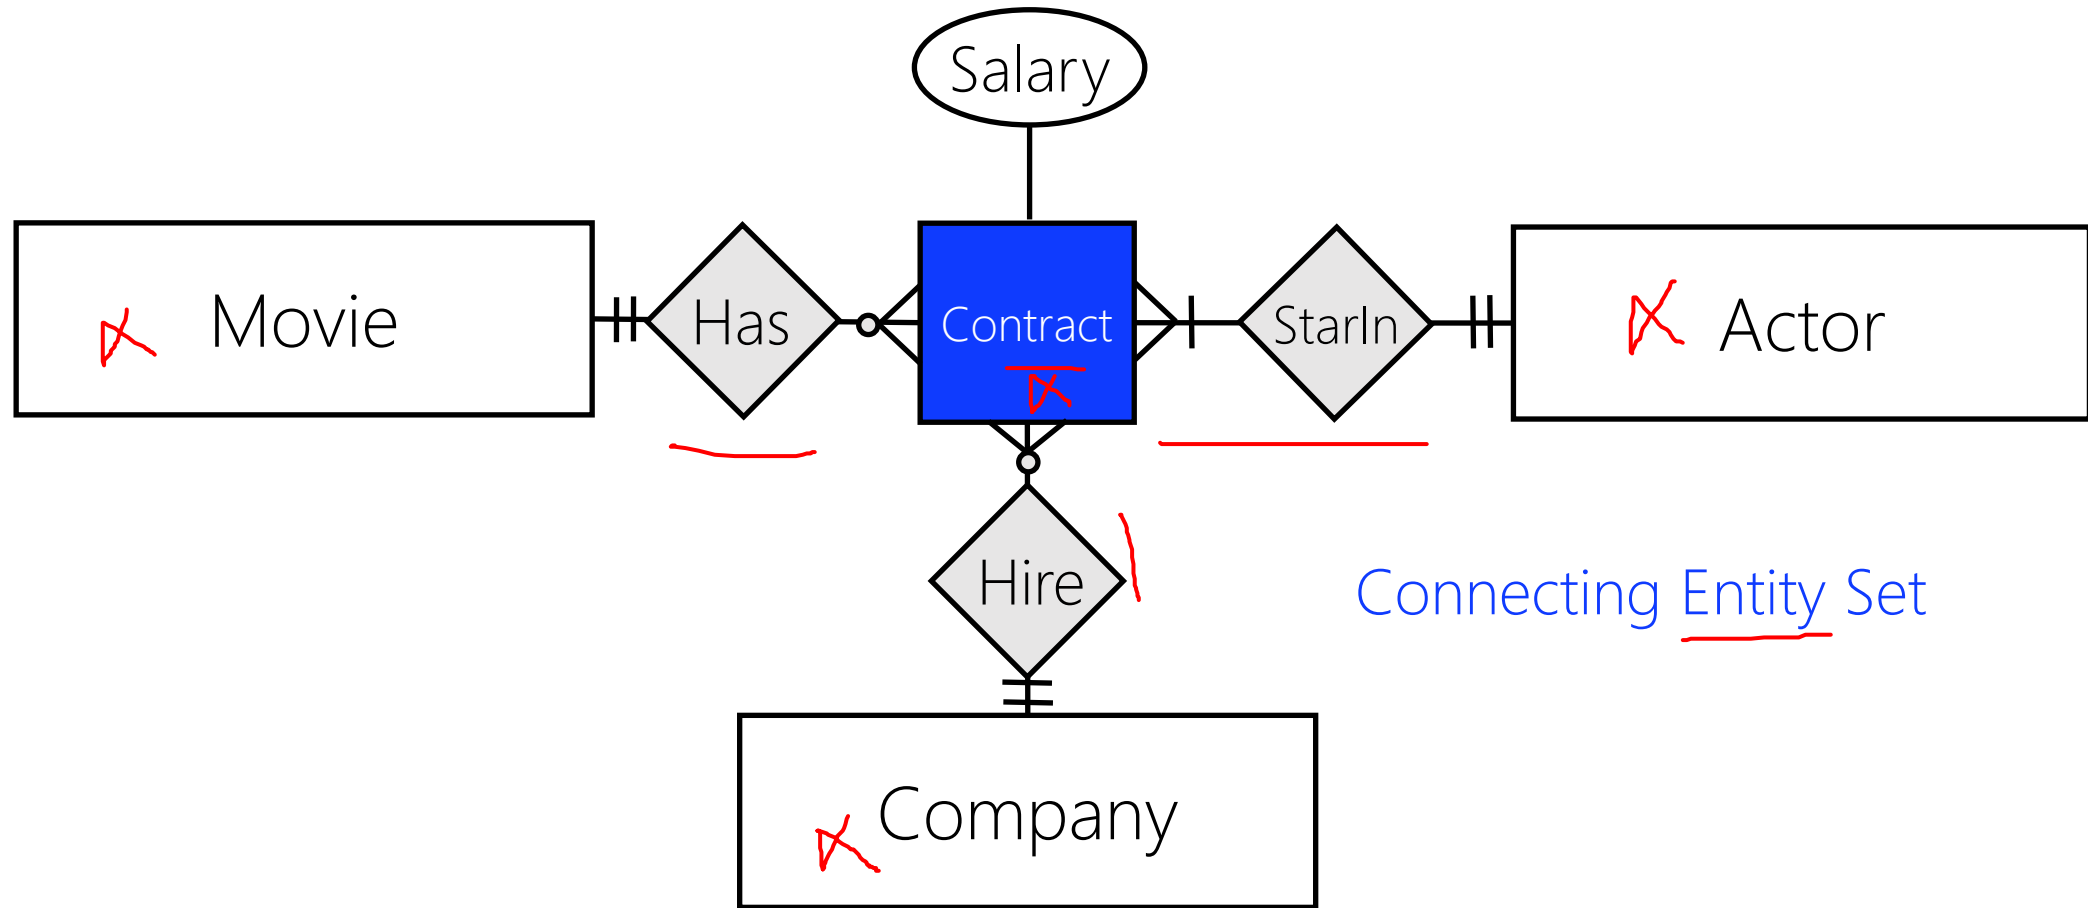 Salary
Movie
Has
Contract
StarIn
Actor
Hire
Connecting Entity Set
Company